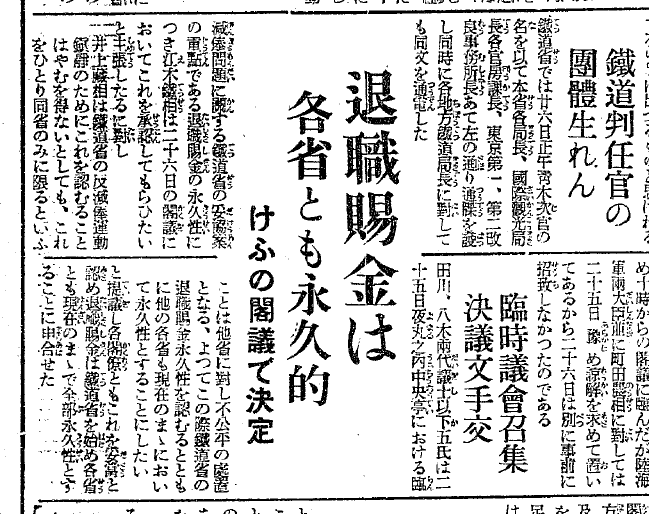 鐵道判任官の
團體生れん
鐵道省では廿六日正午青木次官の
名を以て本省各局長、國際觀光局
長各官房課長、東京第一、第二改
良事務所長あて左の通り通牒を發
し同時に各地方鐵道局長に對して
も同文を通電した
め十時からの閣議に臨んだが陸海
軍兩大臣並に町田農相に對しては
二十五日豫め諒解を求めて置い
てあるから二十六日は別に事前に
招致しなかつたのである
臨時議會召集
決議文手交
田川、八木兩代議士以下五氏は二
十五日夜丸之内中央亭における臨
退職賜金は
各省とも永久的
けふの閣議で決定
減俸問題に關する鐵道省の妥協案
の重點である退職賜金の永久性に
つき江木鐵相は二十六日の閣議に
おいてこれを承認してもらひたい
と主張したるに對し
井上藏相は鐵道省の反減俸運動
鎭靜のためにこれを認むること
はやむを得ないとしても、これ
をひとり同省のみに限るといふ
ことは他省に對し不公平の處置
となる、よつてこの際鐵道省の
退職賜金永久性を認むるととも
に他の各省も現在のまゝにおい
て永久性とすることにしたい
と提議し各閣僚ともこれを妥當と
認め退職賜金は鐵道省を始め各省
とも現在のまゝで全部永久性とす
ることに申合せた